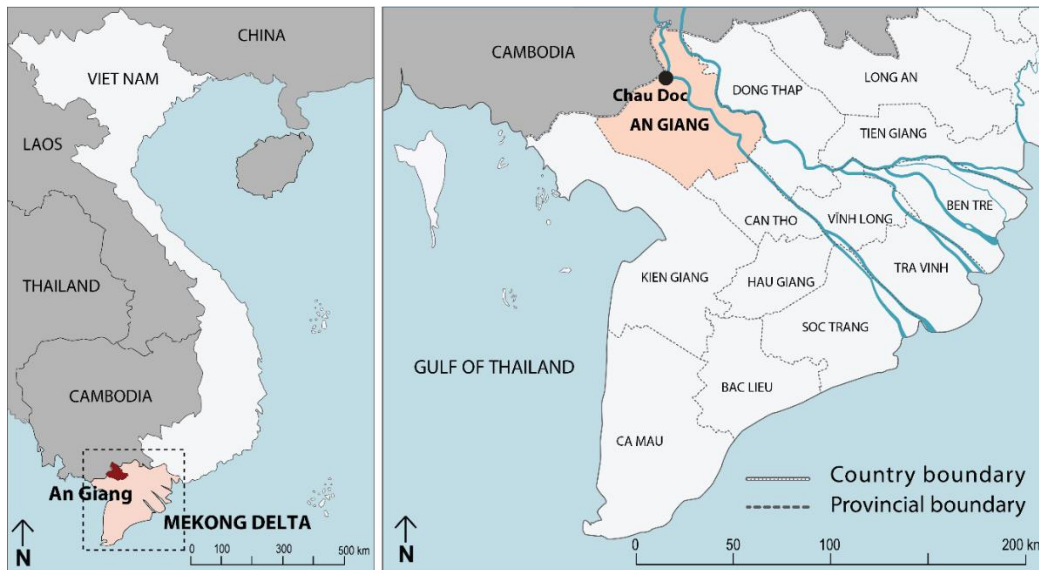 CHINA
VIET NAM
LAOS
THAILAND
CAMBODIA
An Giang
MEKONG DELTA
N
0 100 300 500 km
CAMBODIA
Chau Doc
AN GIANG
DONG THAP
LONG AN
TIEN GIANG
BEN TRE
CAN THO
VĨNH LONG
TRA VINH
KIEN GIANG
HAU GIANG
SOC TRANG
GULF OF THAILAND
BAC LIEU
CA MAU
Country boundary
Provincial boundary
N
0 50 100 200 km